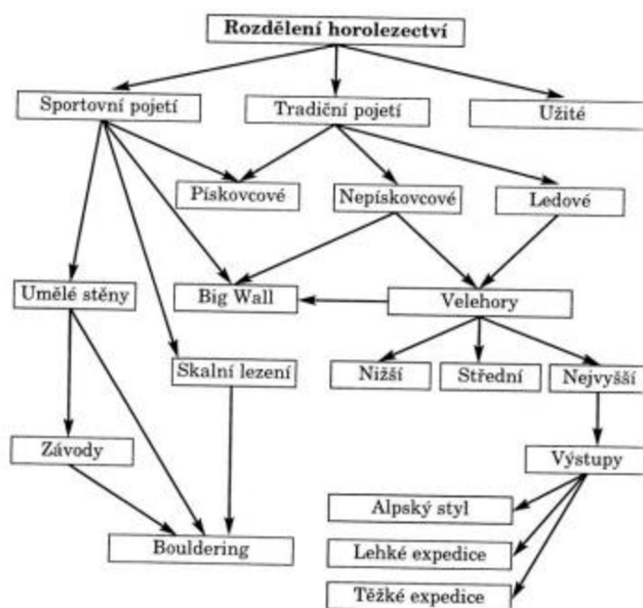 Rozdělení horolezectví
Sportovní pojetí
Tradiční pojetí
Užité
Pískovcové
Nepískovcové
Ledové
Umělé stěny
Big Wall
Velehory
Skalní lezení
Nižší
Střední
Nejvyšší
Závody
Výstupy
Alpský styl
Bouldering
Lehké expedice
Těžké expedice